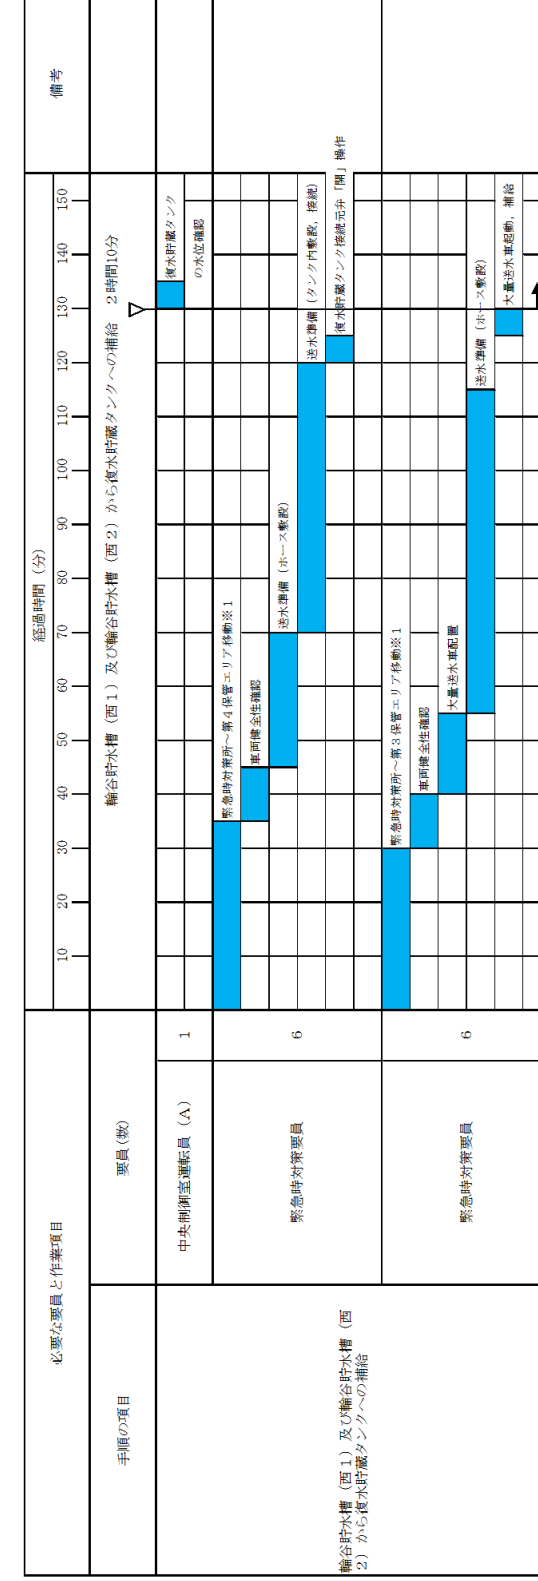 必要な要員と作業項目
経過時間（分）
備考
10 20 30 40 50 60 70 80 90 100 110 120 130 140 150
手順の項目
要員(数)
輪谷貯水槽（西１）及び輪谷貯水槽（西２）から復水貯蔵タンクへの補給　２時間10分
輪谷貯水槽（西１）及び輪谷貯水槽（西
２）から復水貯蔵タンクへの補給
中央制御室運転員（Ａ）
1
復水貯蔵タンク
の水位確認
緊急時対策要員
6
緊急時対策所～第４保管エリア移動※１
車両健全性確認
送水準備（ホース敷設）
送水準備（タンク内敷設，接続）
復水貯蔵タンク接続元弁「開」操作
緊急時対策要員
6
緊急時対策所～第３保管エリア移動※１
車両健全性確認
大量送水車配置
送水準備（ホース敷設）
大量送水車起動，補給